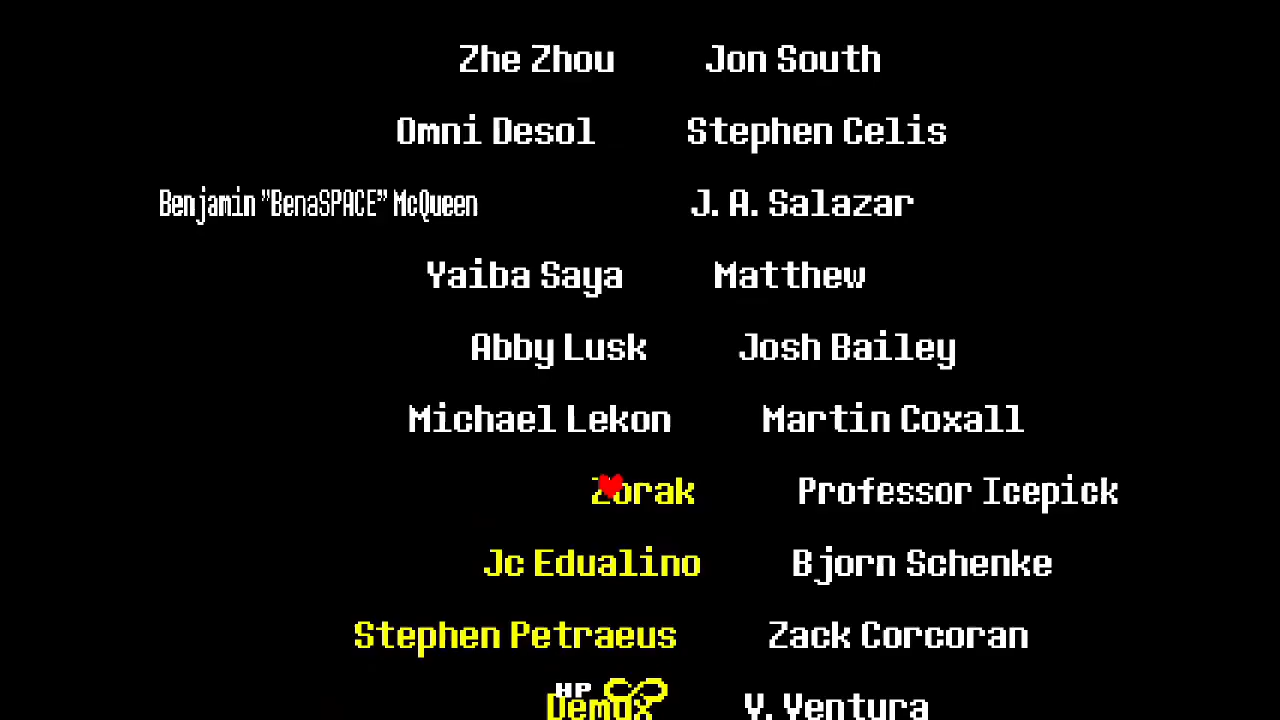 Zhe Zhou Jon South
Omni Desol Stephen Celis
Benjamin "BenaSPACE" McQueen J. A. Salazar
Yaiba Saya Matthew
Abby Lusk Josh Bailey
Michael Lekon Martin Coxall
Zorak Professor Icepick
Jc Edualino Bjorn Schenke
Stephen Petraeus Zack Corcoran
HP ∞
V. Ventura